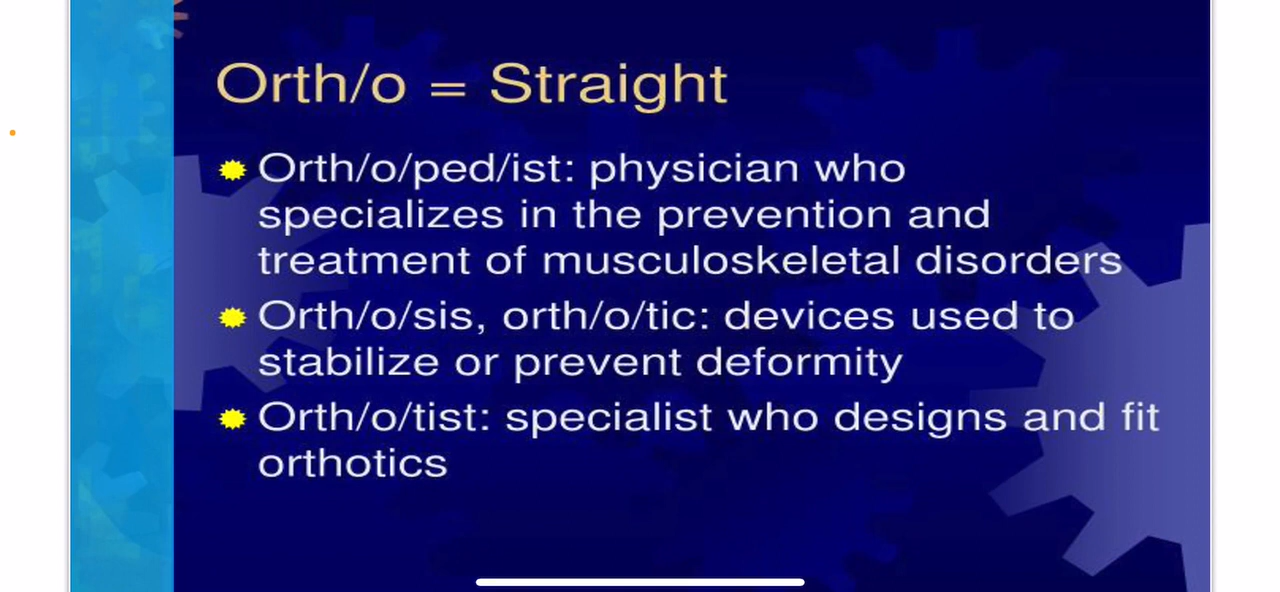 Orth/o = Straight
Orth/o/ped/ist: physician who
specializes in the prevention and
treatment of musculoskeletal disorders
Orth/o/sis, orth/o/tic: devices used to
stabilize or prevent deformity
Orth/o/tist: specialist who designs and fit
orthotics